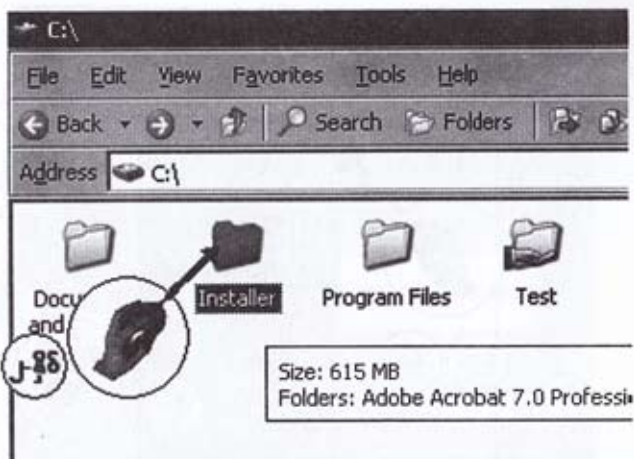 C:\
File Edit View Favorites Tools Help
Back Search Folders
Address C:\
Installer Program Files Test
and
Size: 615 MB
Folders: Adobe Acrobat 7.0